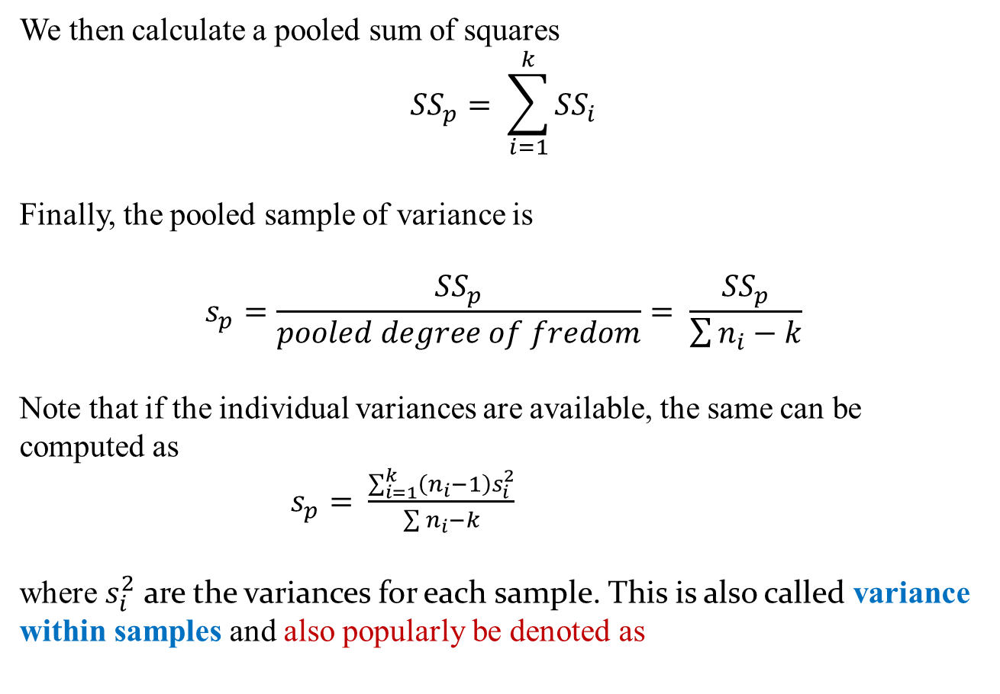 We then calculate a pooled sum of squares
$SS_p = \sum_{i=1}^{k} SS_i$
Finally, the pooled sample of variance is
$s_p = \frac{SS_p}{pooled\ degree\ of\ fredom} = \frac{SS_p}{\sum n_i - k}$
Note that if the individual variances are available, the same can be
computed as
$s_p = \frac{\sum_{i=1}^{k}(n_i-1)s_i^2}{\sum n_i-k}$
where $s_i^2$ are the variances for each sample. This is also called variance
within samples and also popularly be denoted as